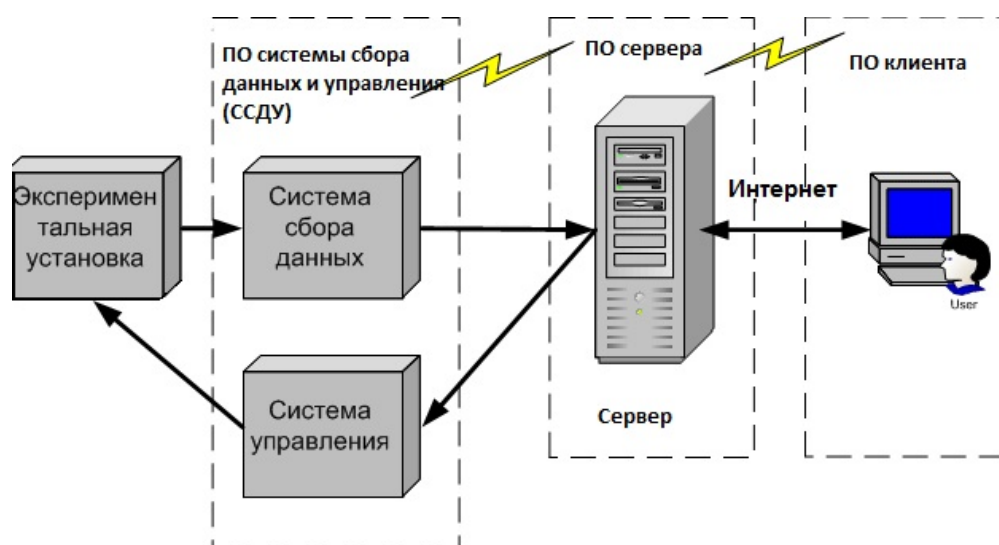 ПО системы сбора
данных и управления
(ССДУ)
ПО сервера
ПО клиента
Эксперимен
тальная
установка
Система
сбора
данных
Интернет
User
Система
управления
Сервер